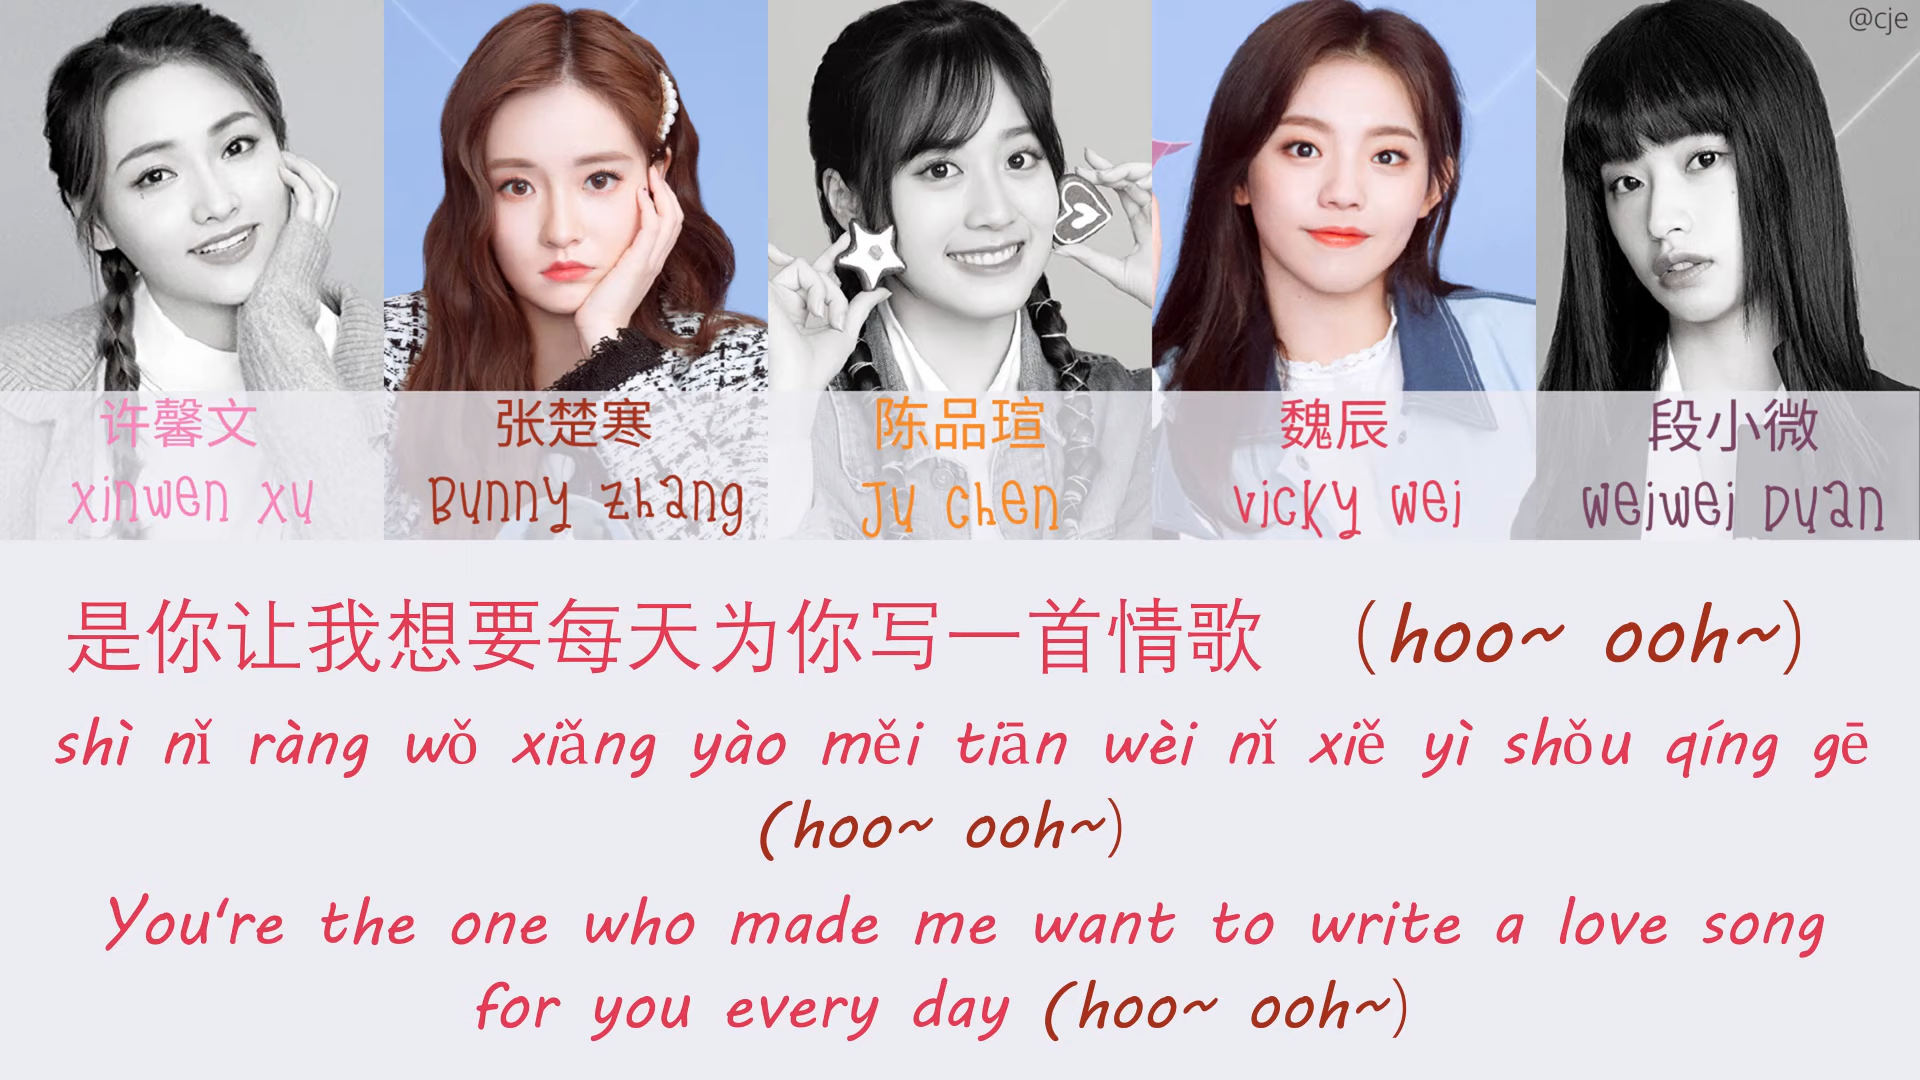 @cje
许馨文 张楚寒 陈品瑄 魏辰 段小微
xinwen xu Bunny zhang Ju chen vicky wei weiwei Duan
是你让我想要每天为你写一首情歌 (hoo~ ooh~)
shì nǐ ràng wǒ xiǎng yào měi tiān wèi nǐ xiě yì shǒu qíng gē
(hoo~ ooh~)
You're the one who made me want to write a love song
for you every day (hoo~ ooh~)